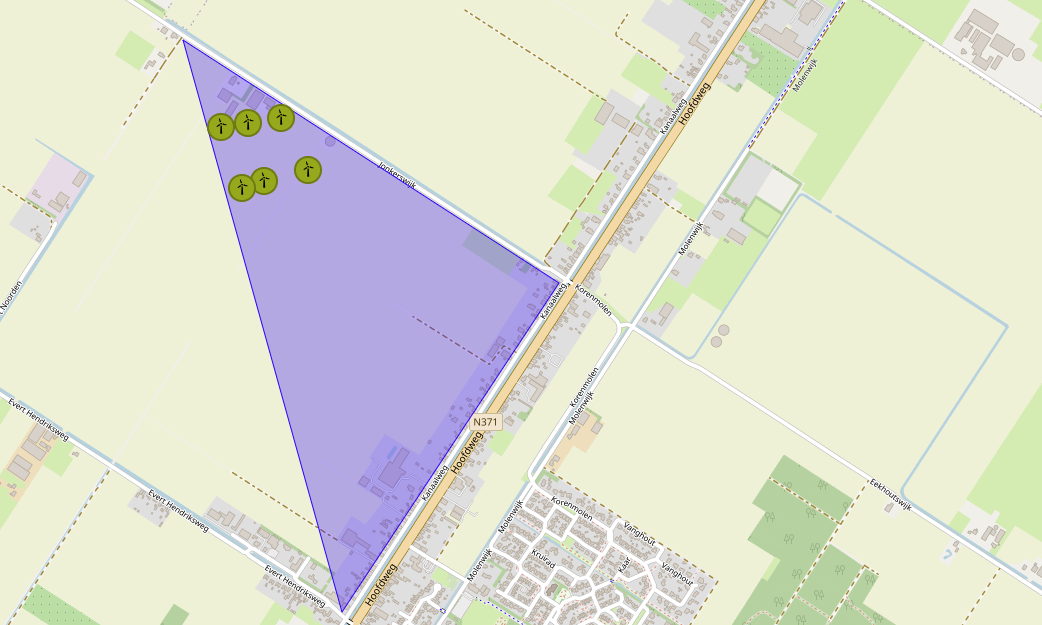 Kanaalweg
Hoofdweg
Molenwijk
Jonkerswijk
Molenwijk
Noorden
Kanaalweg
Korenmolen
Korenmolen
Molenwijk
Evert Hendriksweg
N371
Hoofdweg
Kanaalweg
Eekhoutswijk
Evert Hendriksweg
Korenmolen
Molenwijk
Vanghout
Kruirad
Kaar
Vanghout
Molenwijk
Evert Hendriksweg
Hoofdweg